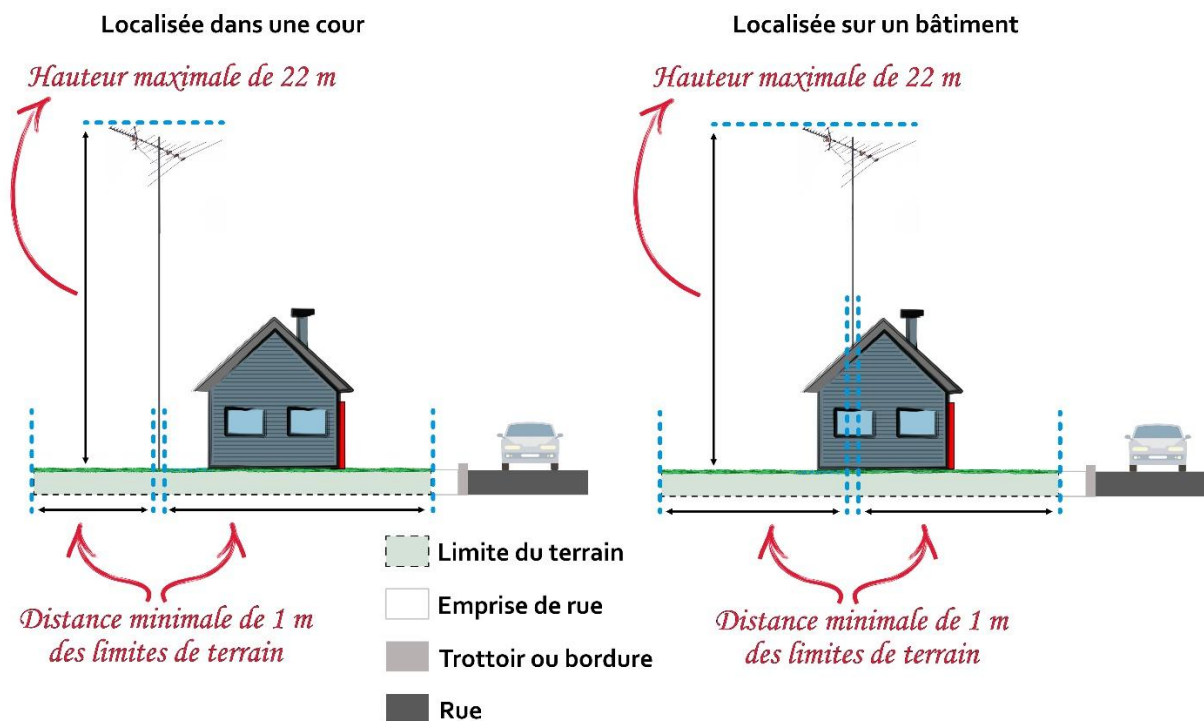 Localisée dans une cour
Hauteur maximale de 22 m
Distance minimale de 1 m
des limites de terrain
Localisée sur un bâtiment
Hauteur maximale de 22 m
Distance minimale de 1 m
des limites de terrain
Limite du terrain
Emprise de rue
Trottoir ou bordure
Rue